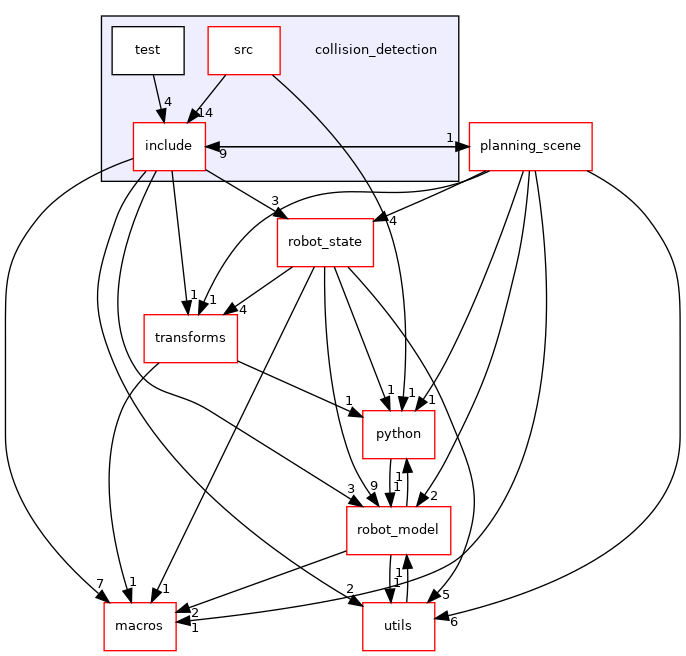 test
src
collision_detection
4
14
include
1
planning_scene
9
3
4
robot_state
1
1
4
transforms
1
1
1
1
python
1
1
3
9
2
robot_model
1
1
7
1
1
2
5
2
1
6
macros
utils